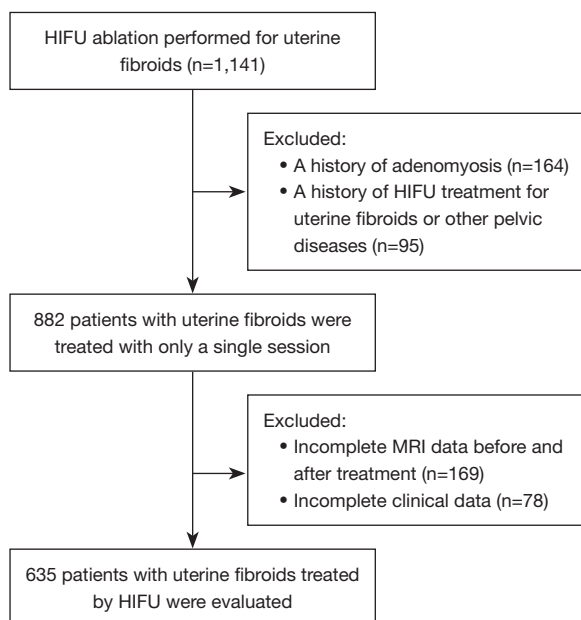 HIFU ablation performed for uterine
fibroids (n=1,141)
Excluded:
• A history of adenomyosis (n=164)
• A history of HIFU treatment for
uterine fibroids or other pelvic
diseases (n=95)
882 patients with uterine fibroids were
treated with only a single session
Excluded:
• Incomplete MRI data before and
after treatment (n=169)
• Incomplete clinical data (n=78)
635 patients with uterine fibroids treated
by HIFU were evaluated